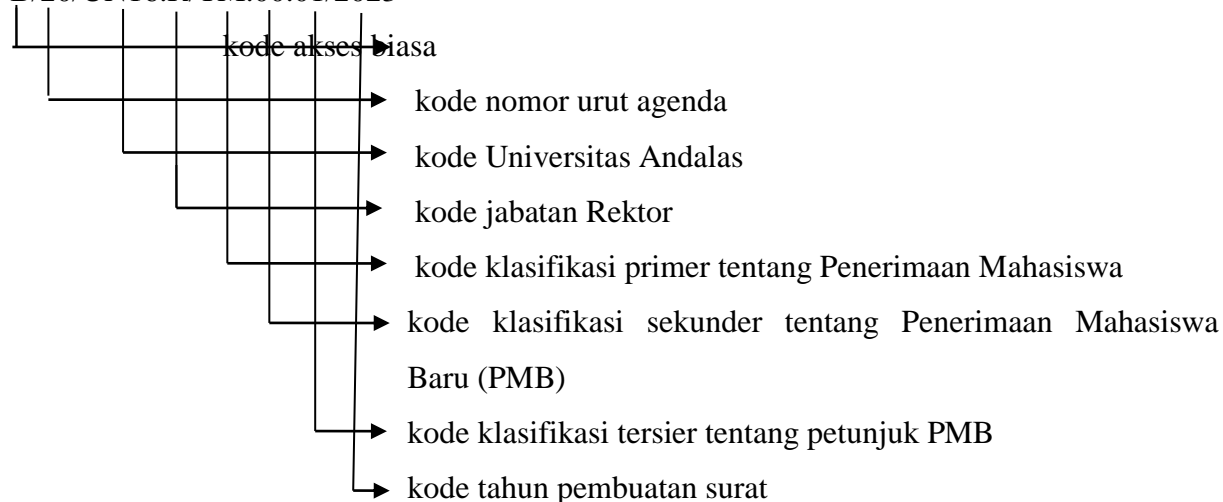 kode akses biasa
kode nomor urut agenda
kode Universitas Andalas
kode jabatan Rektor
kode klasifikasi primer tentang Penerimaan Mahasiswa
kode klasifikasi sekunder tentang Penerimaan Mahasiswa
Baru (PMB)
kode klasifikasi tersier tentang petunjuk PMB
kode tahun pembuatan surat